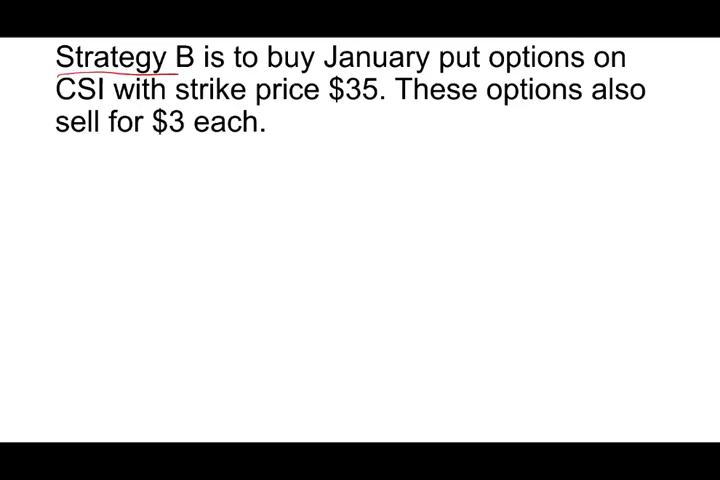 Strategy B is to buy January put options on
CSI with strike price $35. These options also
sell for $3 each.